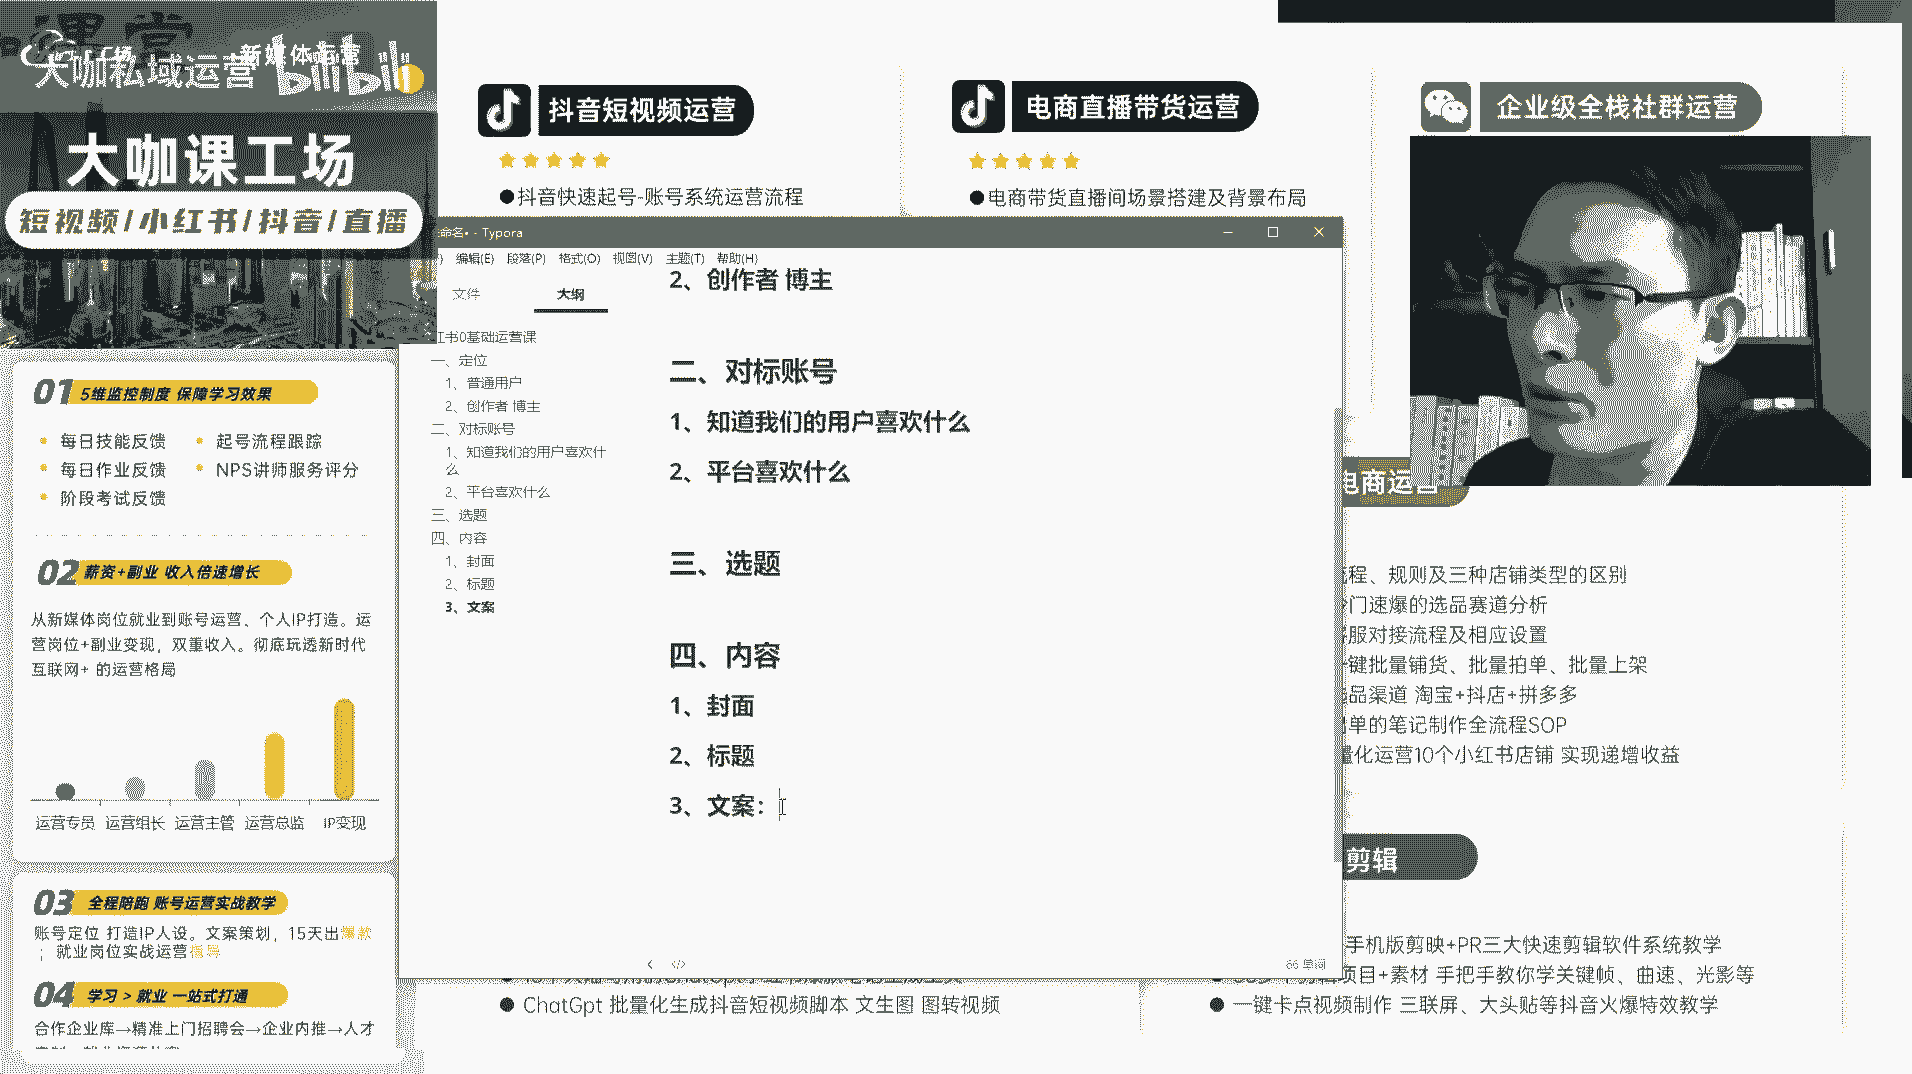 大咖私域运营
新媒体运营
bilibili
大咖课工场
短视频/小红书/抖音/直播
01 5维监控制度 保障学习效果
每日技能反馈
起号流程跟踪
每日作业反馈
NPS讲师服务评分
阶段考试反馈
02 薪资+副业 收入倍速增长
从新媒体岗位就业到账号运营、个人IP打造。运
营岗位+副业变现，双重收入。彻底玩透新时代
互联网+ 的运营格局
运营专员 运营组长 运营主管 运营总监 IP变现
03 全程陪跑 账号运营实战教学
账号定位 打造IP人设。文案策划，15天出爆款
； 就业岗位实战运营指导
04 学习 > 就业 一站式打通
合作企业库→精准上门招聘会→企业内推→人才
抖音短视频运营
●抖音快速起号-账号系统运营流程
电商直播带货运营
●电商带货直播间场景搭建及背景布局
企业级全栈社群运营
命名• - Typora
编辑(E) 段落(P) 格式(O) 视图(V) 主题(T) 帮助(H)
文件 大纲
红书0基础运营课
一、定位
1、普通用户
2、创作者 博主
二、对标账号
1、知道我们的用户喜欢什
么
2、平台喜欢什么
三、选题
四、内容
1、封面
2、标题
3、文案
2、创作者 博主
二、对标账号
1、知道我们的用户喜欢什么
2、平台喜欢什么
三、选题
四、内容
1、封面
2、标题
3、文案：
66 单词
电商运营
流程、规则及三种店铺类型的区别
门速爆的选品赛道分析
客服对接流程及相应设置
一键批量铺货、批量拍单、批量上架
选品渠道 淘宝+抖店+拼多多
单的笔记制作全流程SOP
量化运营10个小红书店铺 实现递增收益
剪辑
手机版剪映+PR三大快速剪辑软件系统教学
项目+素材 手把手教你学关键帧、曲速、光影等
● 一键卡点视频制作 三联屏、大头贴等抖音火爆特效教学
● ChatGpt 批量化生成抖音短视频脚本 文生图 图转视频